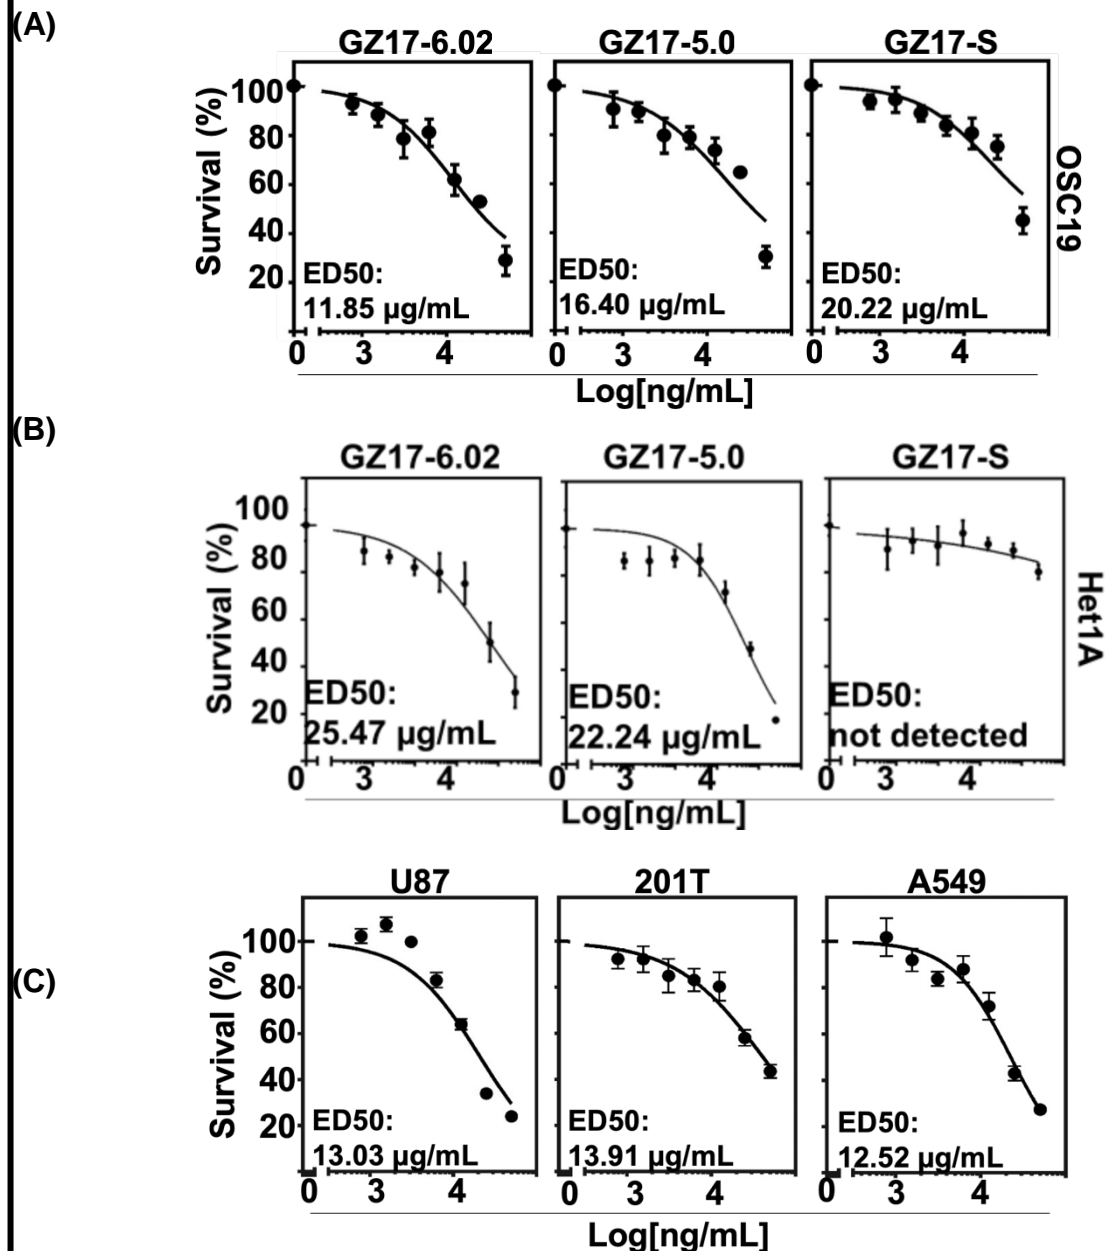 (A)
GZ17-6.02 GZ17-5.0 GZ17-S
Survival (%)
100
80
60
40
20
ED50:
11.85 µg/mL
ED50:
16.40 µg/mL
ED50:
20.22 µg/mL
OSC19
0 3 4 0 3 4 0 3 4
Log[ng/mL]
(B)
GZ17-6.02 GZ17-5.0 GZ17-S
Survival (%)
100
80
60
40
20
ED50:
25.47 µg/mL
ED50:
22.24 µg/mL
ED50:
not detected
Het1A
0 3 4 0 3 4 0 3 4
Log[ng/mL]
(C)
U87 201T A549
Survival (%)
100
80
60
40
20
ED50:
13.03 µg/mL
ED50:
13.91 µg/mL
ED50:
12.52 µg/mL
0 3 4 0 3 4 0 3 4
Log[ng/mL]